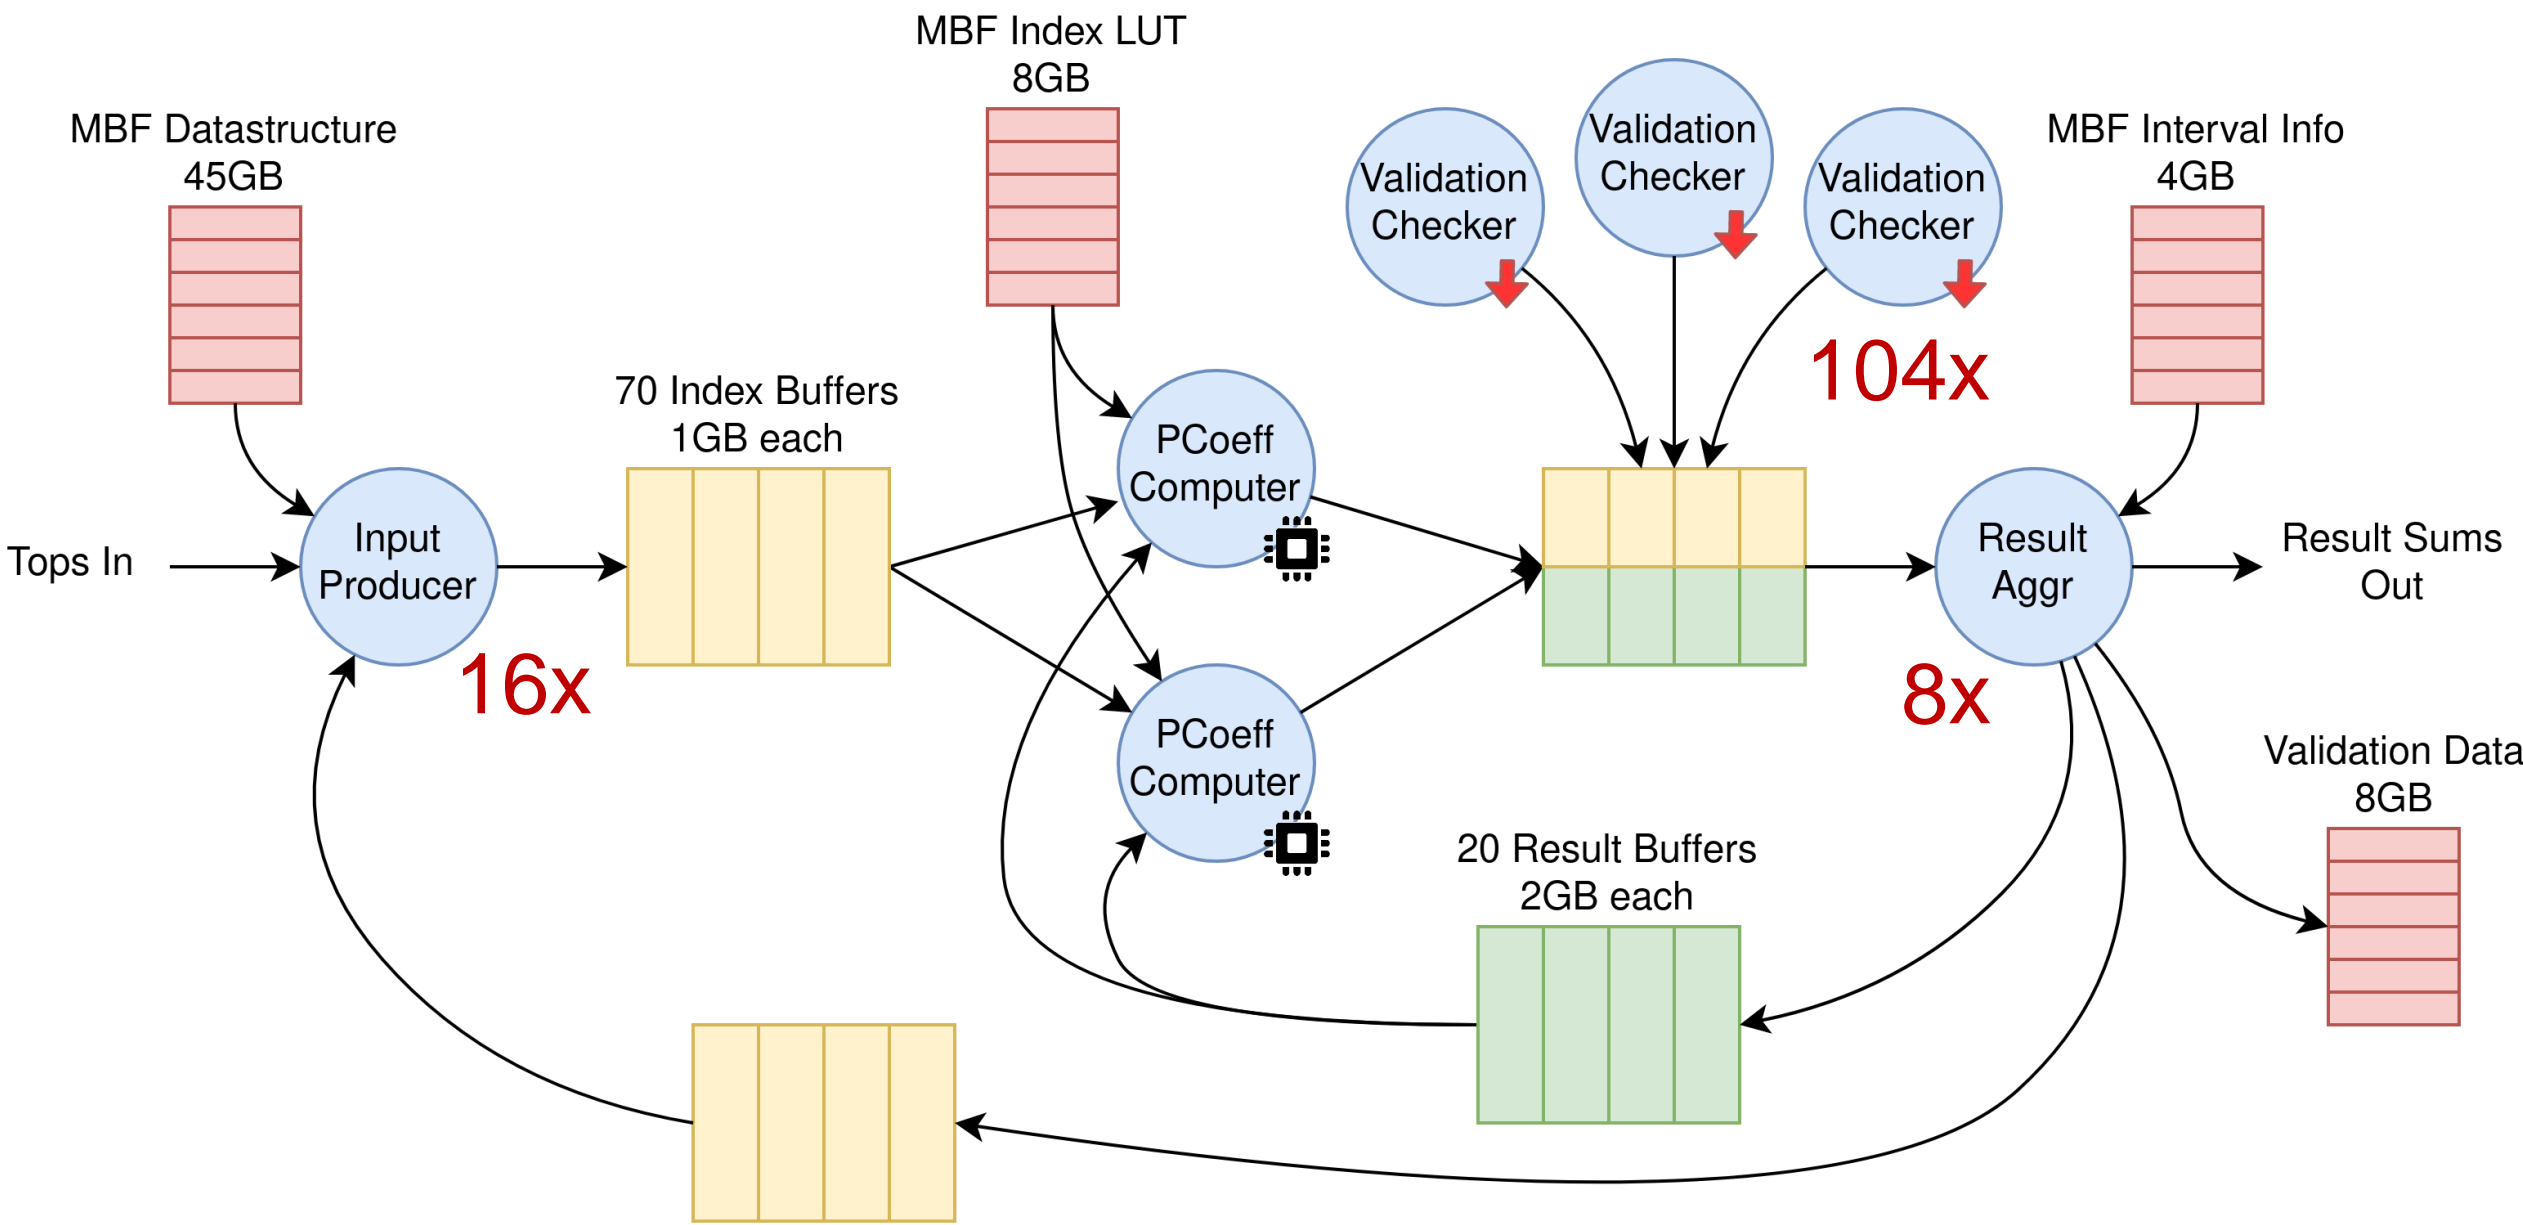 MBF Index LUT
8GB
MBF Datastructure
45GB
Validation
Checker
Validation
Checker
Validation
Checker
MBF Interval Info
4GB
104x
70 Index Buffers
1GB each
PCoeff
Computer
Tops In
Input
Producer
16x
Result
Aggr
8x
Result Sums
Out
PCoeff
Computer
Validation Data
8GB
20 Result Buffers
2GB each